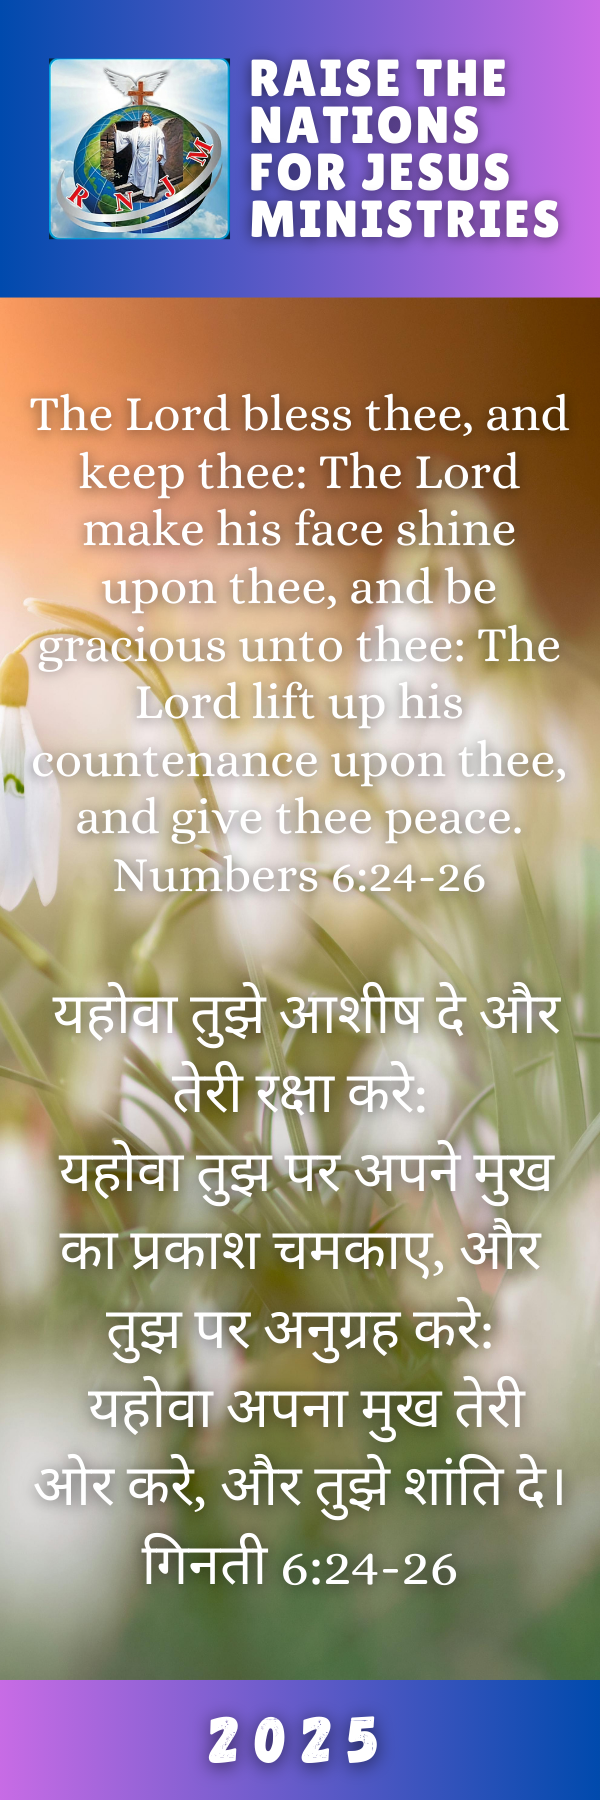 RAISE THE
NATIONS
FOR JESUS
MINISTRIES
R N J M
The Lord bless thee, and
keep thee: The Lord
make his face shine
upon thee, and be
gracious unto thee: The
Lord lift up his
countenance upon thee,
and give thee peace.
Numbers 6:24-26
यहोवा तुझे आशीष दे और
तेरी रक्षा करे:
यहोवा तुझ पर अपने मुख
का प्रकाश चमकाए, और
तुझ पर अनुग्रह करे:
यहोवा अपना मुख तेरी
ओर करे, और तुझे शांति दे।
गिनती 6:24-26
2025